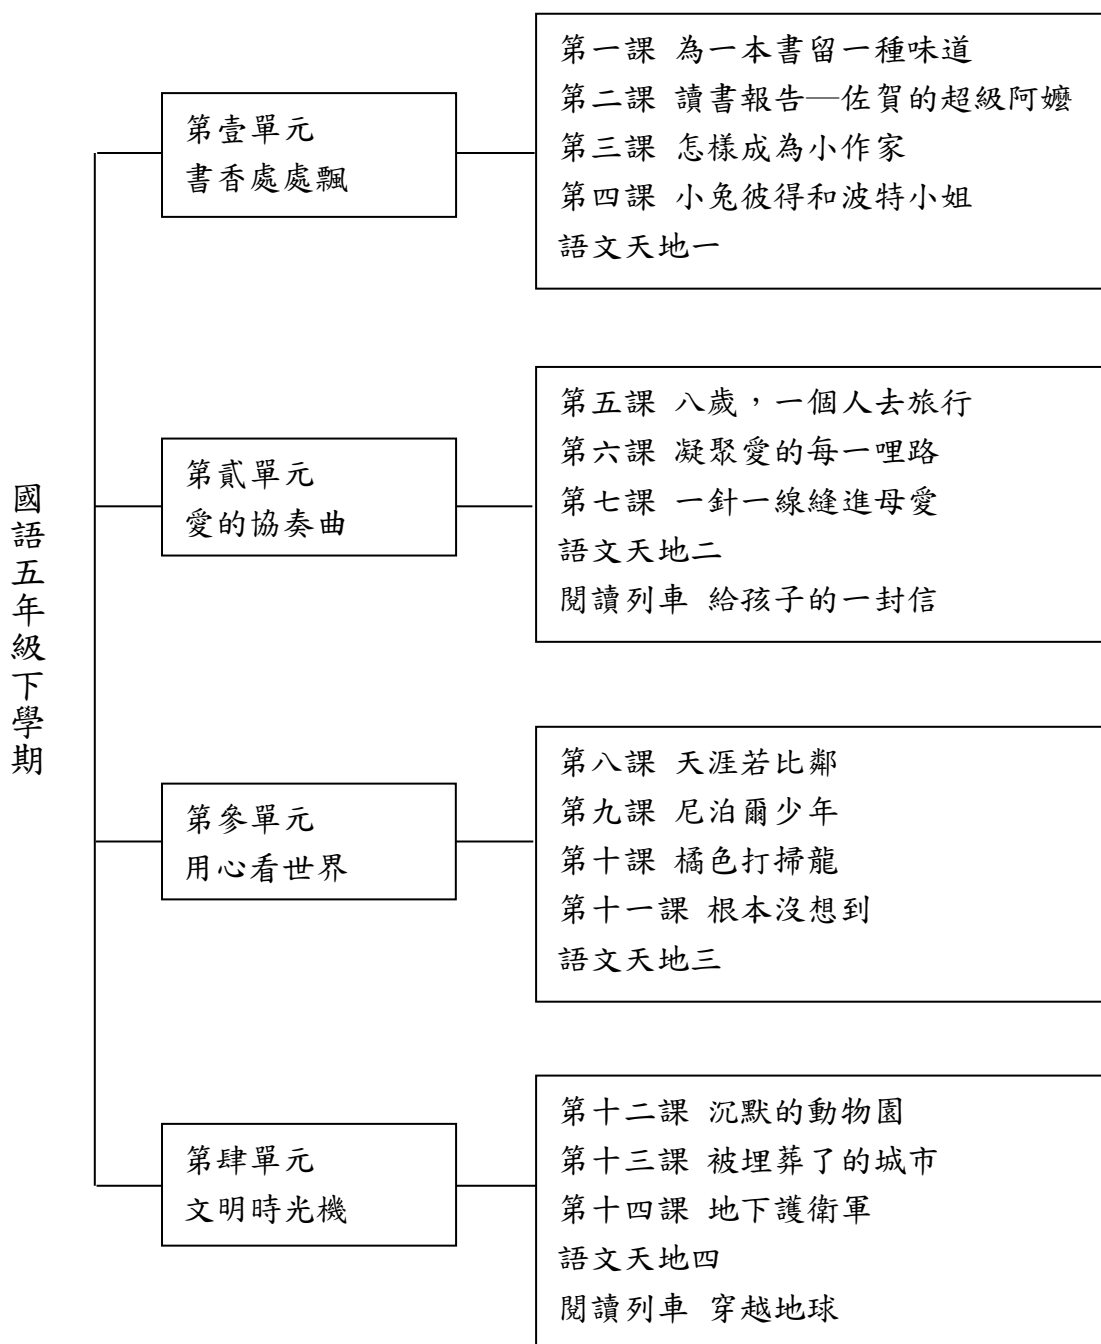 國語五年級下學期
第壹單元
書香處處飄
第一課 為一本書留一種味道
第二課 讀書報告─佐賀的超級阿嬤
第三課 怎樣成為小作家
第四課 小兔彼得和波特小姐
語文天地一
第貳單元
愛的協奏曲
第五課 八歲，一個人去旅行
第六課 凝聚愛的每一哩路
第七課 一針一線縫進母愛
語文天地二
閱讀列車 給孩子的一封信
第參單元
用心看世界
第八課 天涯若比鄰
第九課 尼泊爾少年
第十課 橘色打掃龍
第十一課 根本沒想到
語文天地三
第肆單元
文明時光機
第十二課 沉默的動物園
第十三課 被埋葬了的城市
第十四課 地下護衛軍
語文天地四
閱讀列車 穿越地球